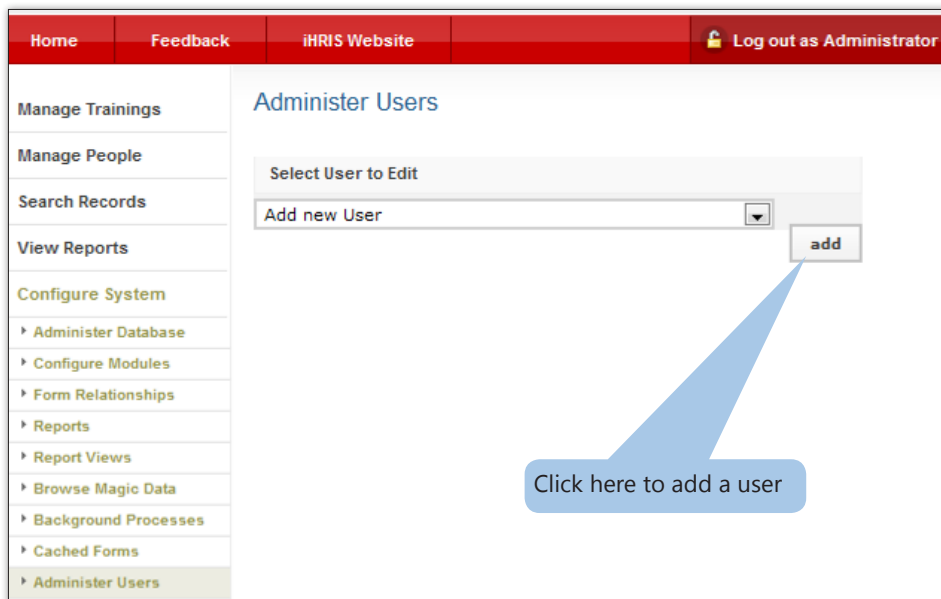 Home Feedback iHRIS Website Log out as Administrator
Manage Trainings
Manage People
Search Records
View Reports
Configure System
Administer Database
Configure Modules
Form Relationships
Reports
Report Views
Browse Magic Data
Background Processes
Cached Forms
Administer Users
Administer Users
Select User to Edit
Add new User
add
Click here to add a user